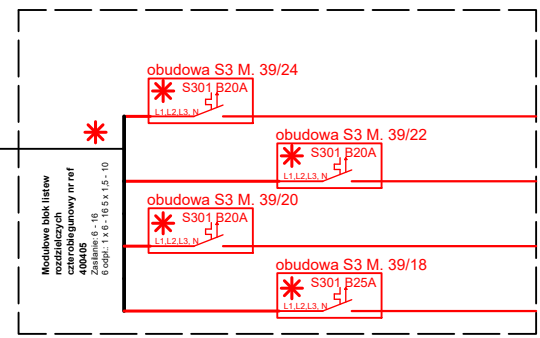 obudowa S3 M. 39/24
S301 B20A
L1,L2,L3, N
obudowa S3 M. 39/22
S301 B20A
L1,L2,L3, N
obudowa S3 M. 39/20
S301 B20A
L1,L2,L3, N
obudowa S3 M. 39/18
S301 B25A
L1,L2,L3, N
Modułowe blok listew
rozdzielczych
czterobiegunowy nr ref
400405
Zasilanie: 6 - 16
6 odpł.: 1 x 6 - 16 5 x 1,5 - 10